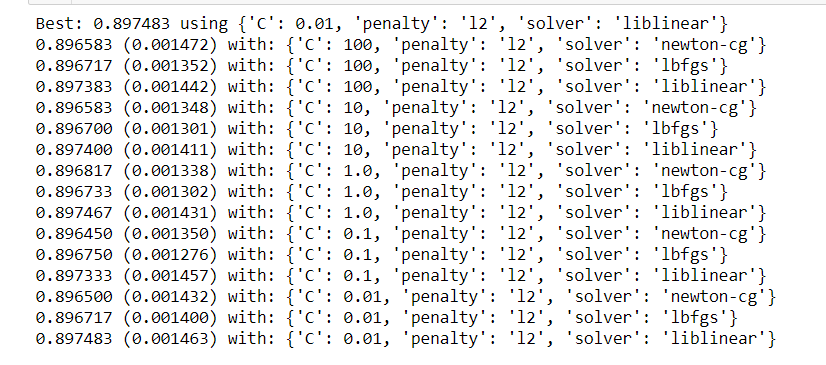 Best: 0.897483 using {'C': 0.01, 'penalty': 'l2', 'solver': 'liblinear'}
0.896583 (0.001472) with: {'C': 100, 'penalty': 'l2', 'solver': 'newton-cg'}
0.896717 (0.001352) with: {'C': 100, 'penalty': 'l2', 'solver': 'lbfgs'}
0.897383 (0.001442) with: {'C': 100, 'penalty': 'l2', 'solver': 'liblinear'}
0.896583 (0.001348) with: {'C': 10, 'penalty': 'l2', 'solver': 'newton-cg'}
0.896700 (0.001301) with: {'C': 10, 'penalty': 'l2', 'solver': 'lbfgs'}
0.897400 (0.001411) with: {'C': 10, 'penalty': 'l2', 'solver': 'liblinear'}
0.896817 (0.001338) with: {'C': 1.0, 'penalty': 'l2', 'solver': 'newton-cg'}
0.896733 (0.001302) with: {'C': 1.0, 'penalty': 'l2', 'solver': 'lbfgs'}
0.897467 (0.001431) with: {'C': 1.0, 'penalty': 'l2', 'solver': 'liblinear'}
0.896450 (0.001350) with: {'C': 0.1, 'penalty': 'l2', 'solver': 'newton-cg'}
0.896750 (0.001276) with: {'C': 0.1, 'penalty': 'l2', 'solver': 'lbfgs'}
0.897333 (0.001457) with: {'C': 0.1, 'penalty': 'l2', 'solver': 'liblinear'}
0.896500 (0.001432) with: {'C': 0.01, 'penalty': 'l2', 'solver': 'newton-cg'}
0.896717 (0.001400) with: {'C': 0.01, 'penalty': 'l2', 'solver': 'lbfgs'}
0.897483 (0.001463) with: {'C': 0.01, 'penalty': 'l2', 'solver': 'liblinear'}